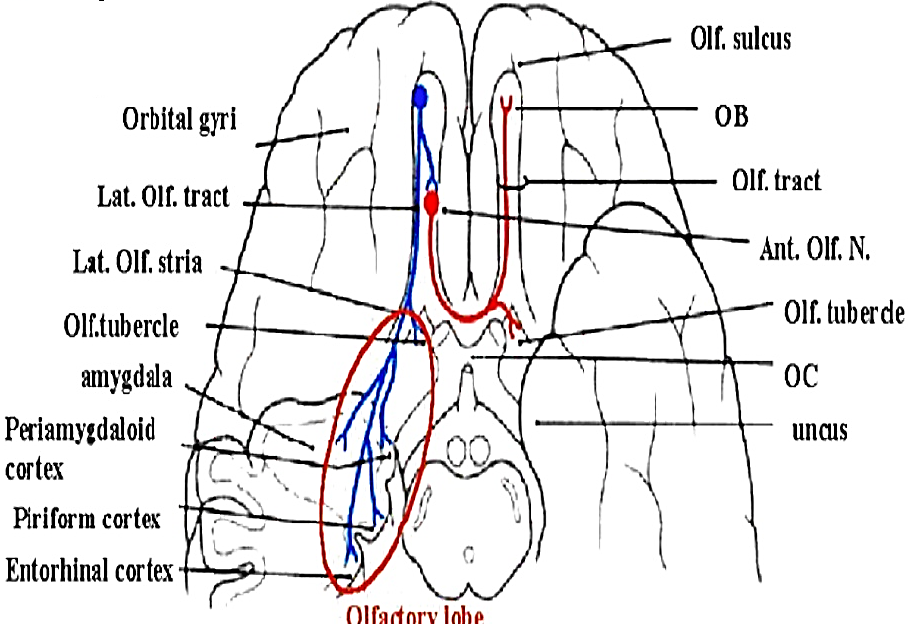 Olf. sulcus
Orbital gyri
OB
Lat. Olf. tract
Olf. tract
Ant. Olf. N.
Lat. Olf. stria
Olf.tubercle
Olf. tubercle
amygdala
OC
Periamygdaloid
cortex
uncus
Piriform cortex
Entorhinal cortex
Olfactory lobe